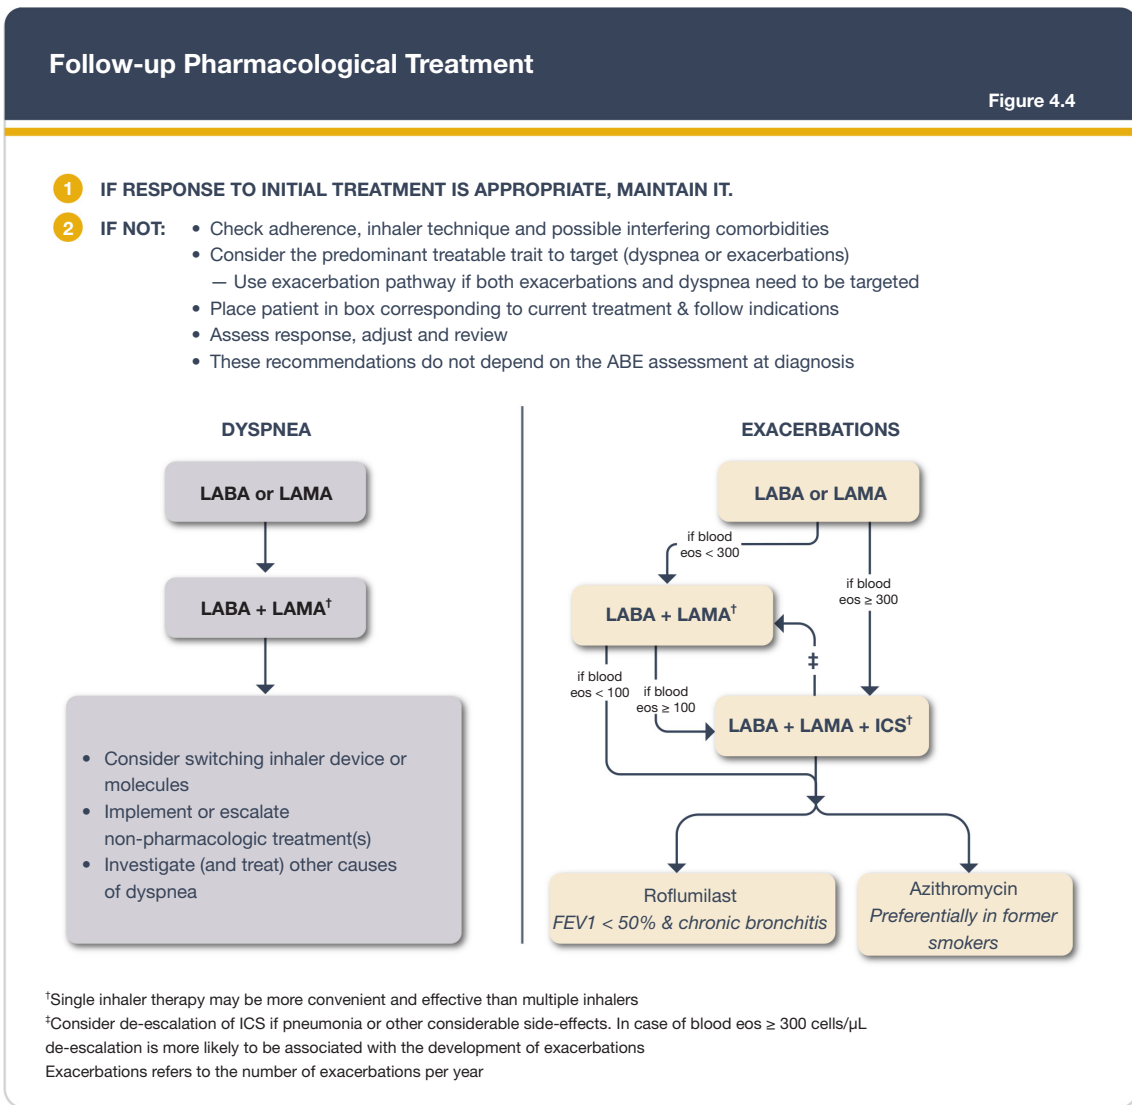 Follow-up Pharmacological Treatment
Figure 4.4
1 IF RESPONSE TO INITIAL TREATMENT IS APPROPRIATE, MAINTAIN IT.
2 IF NOT: • Check adherence, inhaler technique and possible interfering comorbidities
• Consider the predominant treatable trait to target (dyspnea or exacerbations)
— Use exacerbation pathway if both exacerbations and dyspnea need to be targeted
• Place patient in box corresponding to current treatment & follow indications
• Assess response, adjust and review
• These recommendations do not depend on the ABE assessment at diagnosis
DYSPNEA
LABA or LAMA
LABA + LAMA†
• Consider switching inhaler device or
molecules
• Implement or escalate
non-pharmacologic treatment(s)
• Investigate (and treat) other causes
of dyspnea
EXACERBATIONS
LABA or LAMA
if blood
eos < 300
if blood
eos ≥ 300
LABA + LAMA†
‡
if blood
eos < 100
if blood
eos ≥ 100
LABA + LAMA + ICS†
Roflumilast
FEV1 < 50% & chronic bronchitis
Azithromycin
Preferentially in former
smokers
†Single inhaler therapy may be more convenient and effective than multiple inhalers
‡Consider de-escalation of ICS if pneumonia or other considerable side-effects. In case of blood eos ≥ 300 cells/µL
de-escalation is more likely to be associated with the development of exacerbations
Exacerbations refers to the number of exacerbations per year